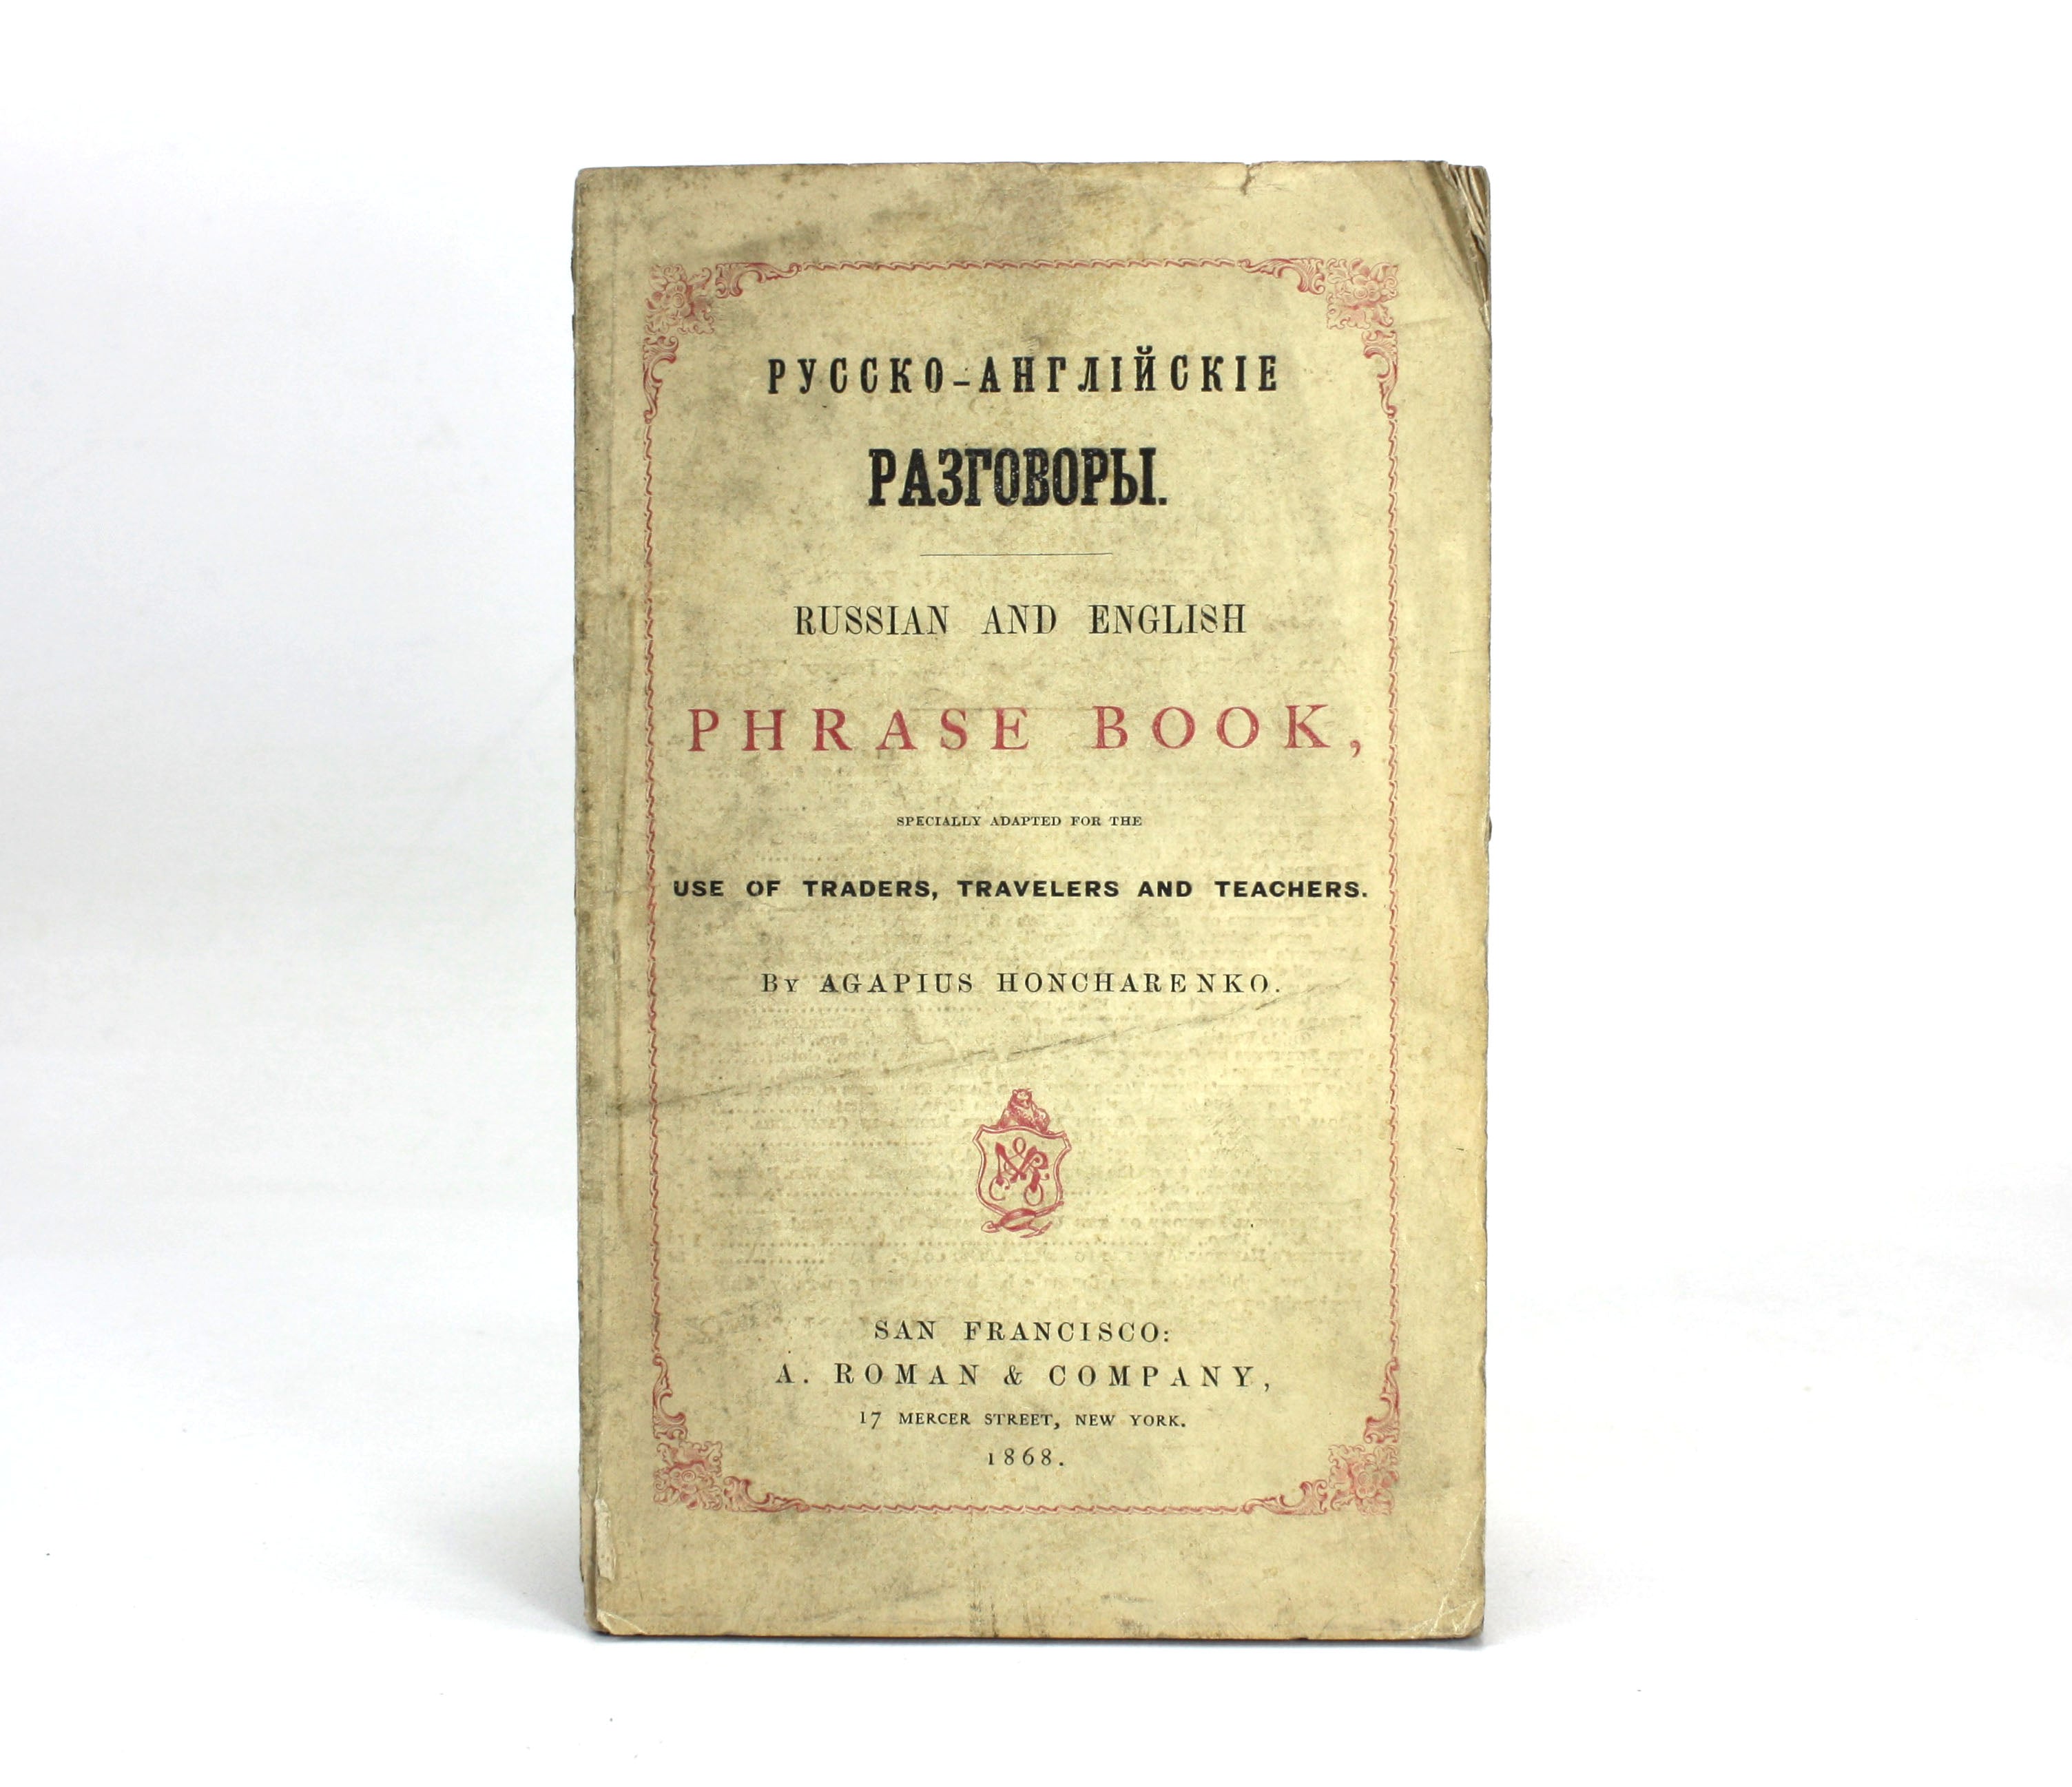 РУССКО-АНГЛІЙСКІЕ
РАЗГОВОРЫ.
RUSSIAN AND ENGLISH
PHRASE BOOK,
SPECIALLY ADAPTED FOR THE
USE OF TRADERS, TRAVELERS AND TEACHERS.
By AGAPIUS HONCHARENKO.
SAN FRANCISCO:
A. ROMAN & COMPANY,
17 MERCER STREET, NEW YORK.
1868.